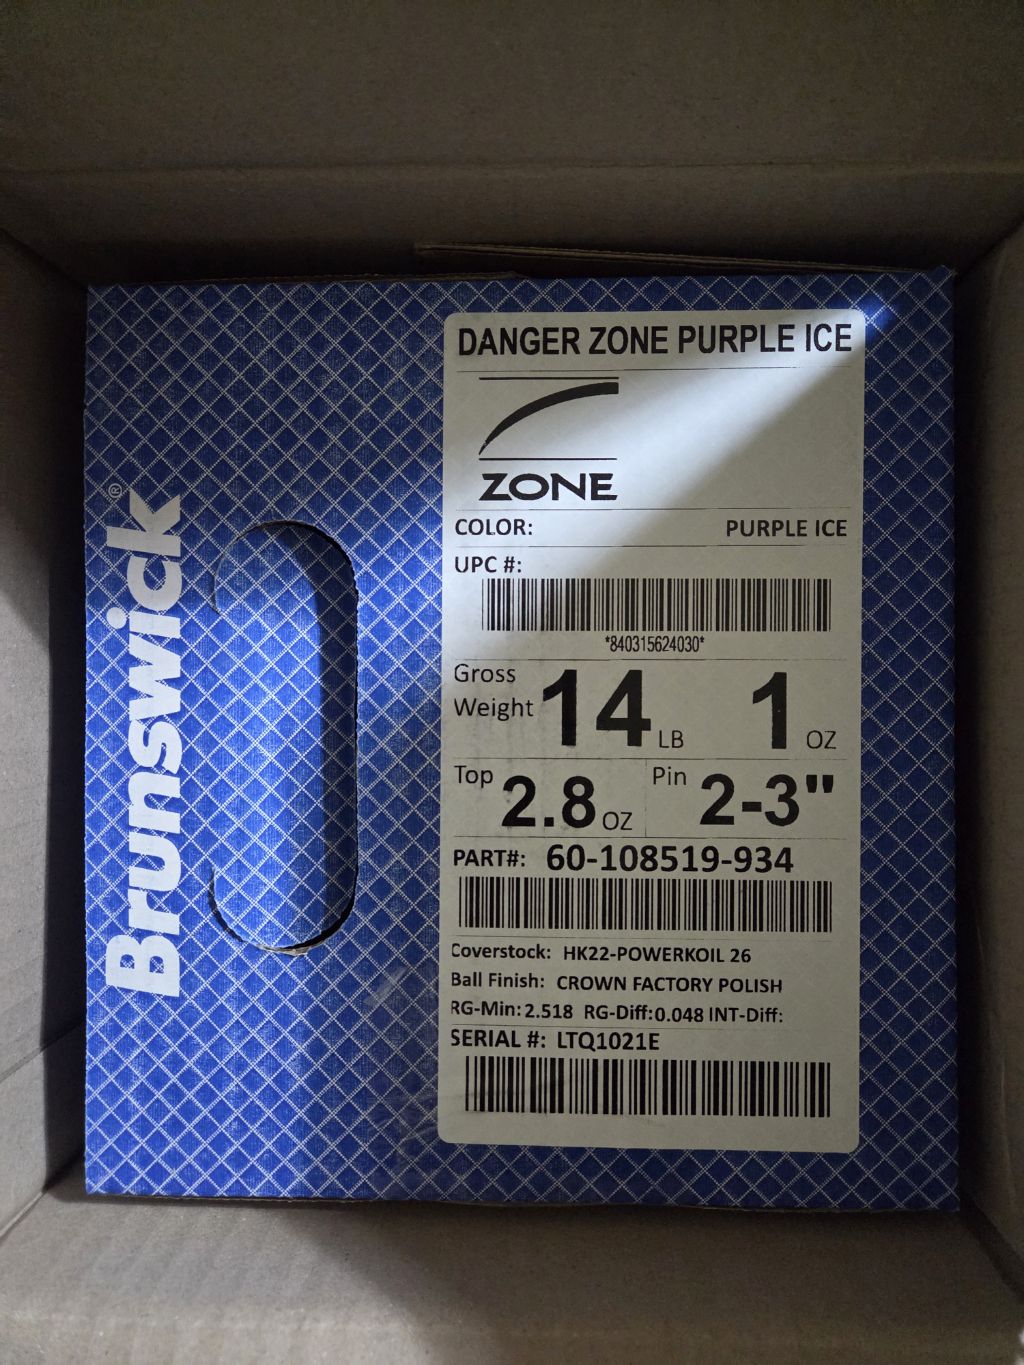 Brunswick®
DANGER ZONE PURPLE ICE
ZONE
COLOR: PURPLE ICE
UPC #:
*840315624030*
Gross Weight 14 LB 1 OZ
Top 2.8 OZ Pin 2-3"
PART#: 60-108519-934
Coverstock: HK22-POWERKOIL 26
Ball Finish: CROWN FACTORY POLISH
RG-Min: 2.518 RG-Diff: 0.048 INT-Diff:
SERIAL #: LTQ1021E